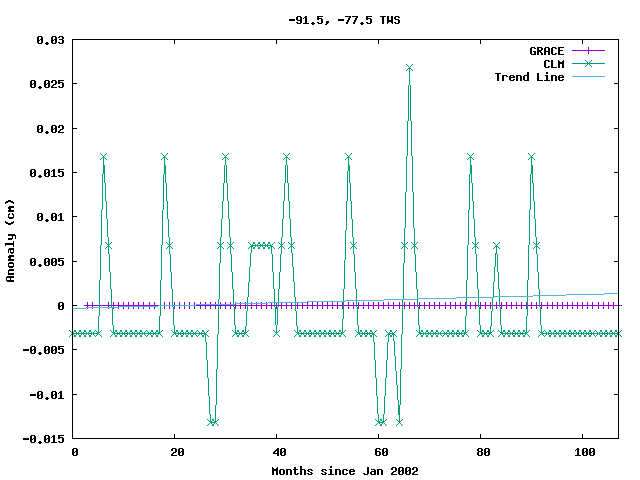 -91.5, -77.5 TWS
GRACE
CLM
Trend Line
0.03
0.025
0.02
0.015
0.01
0.005
0
-0.005
-0.01
-0.015
Anomaly (cm)
0 20 40 60 80 100
Months since Jan 2002